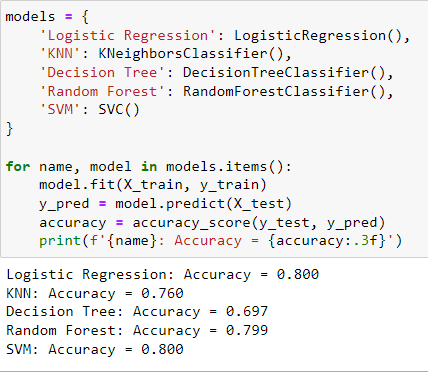 models = {
    'Logistic Regression': LogisticRegression(),
    'KNN': KNeighborsClassifier(),
    'Decision Tree': DecisionTreeClassifier(),
    'Random Forest': RandomForestClassifier(),
    'SVM': SVC()
}
for name, model in models.items():
    model.fit(X_train, y_train)
    y_pred = model.predict(X_test)
    accuracy = accuracy_score(y_test, y_pred)
    print(f'{name}: Accuracy = {accuracy:.3f}')
Logistic Regression: Accuracy = 0.800
KNN: Accuracy = 0.760
Decision Tree: Accuracy = 0.697
Random Forest: Accuracy = 0.799
SVM: Accuracy = 0.800